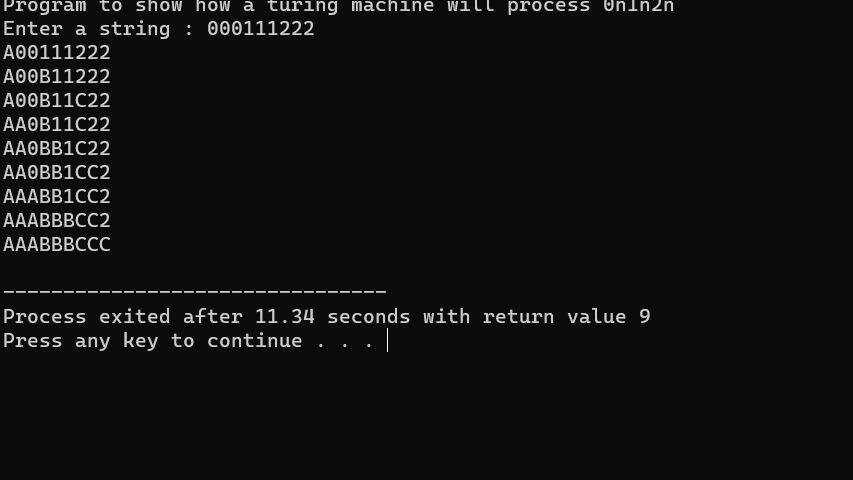 Program to show how a turing machine will process 0n1n2n
Enter a string : 000111222
A00111222
A00B11222
A00B11C22
AA0B11C22
AA0BB1C22
AA0BB1CC2
AAABB1CC2
AAABBBCC2
AAABBBCCC
--------------------------------
Process exited after 11.34 seconds with return value 9
Press any key to continue . . .